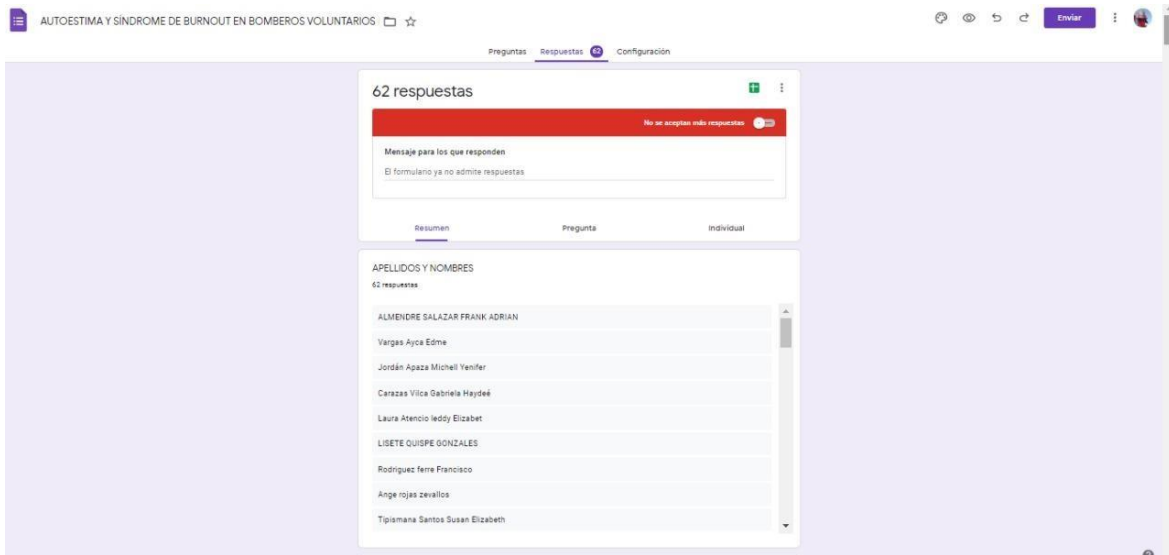 AUTOESTIMA Y SÍNDROME DE BURNOUT EN BOMBEROS VOLUNTARIOS
Enviar
Preguntas Respuestas 62 Configuración
62 respuestas
No se aceptan más respuestas
Mensaje para los que responden
El formulario ya no admite respuestas
Resumen Pregunta Individual
APELLIDOS Y NOMBRES
62 respuestas
ALMENDRE SALAZAR FRANK ADRIAN
Vargas Ayca Edme
Jordán Apaza Michell Yenifer
Carazas Vilca Gabriela Haydeé
Laura Atencio leddy Elizabet
LISETE QUISPE GONZALES
Rodriguez ferre Francisco
Ange rojas zevallos
Tipismana Santos Susan Elizabeth